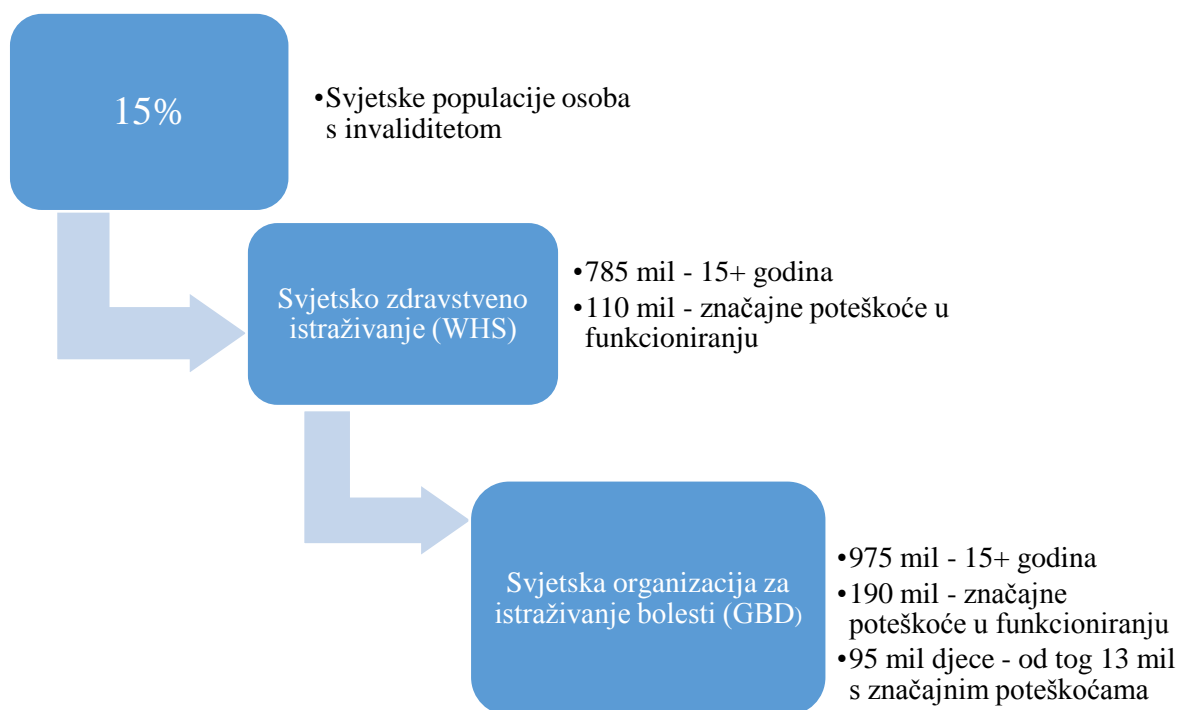 15%
•Svjetske populacije osoba
s invaliditetom
Svjetsko zdravstveno
istraživanje (WHS)
•785 mil - 15+ godina
•110 mil - značajne poteškoće u
funkcioniranju
Svjetska organizacija za
istraživanje bolesti (GBD)
•975 mil - 15+ godina
•190 mil - značajne
poteškoće u funkcioniranju
•95 mil djece - od tog 13 mil
s značajnim poteškoćama